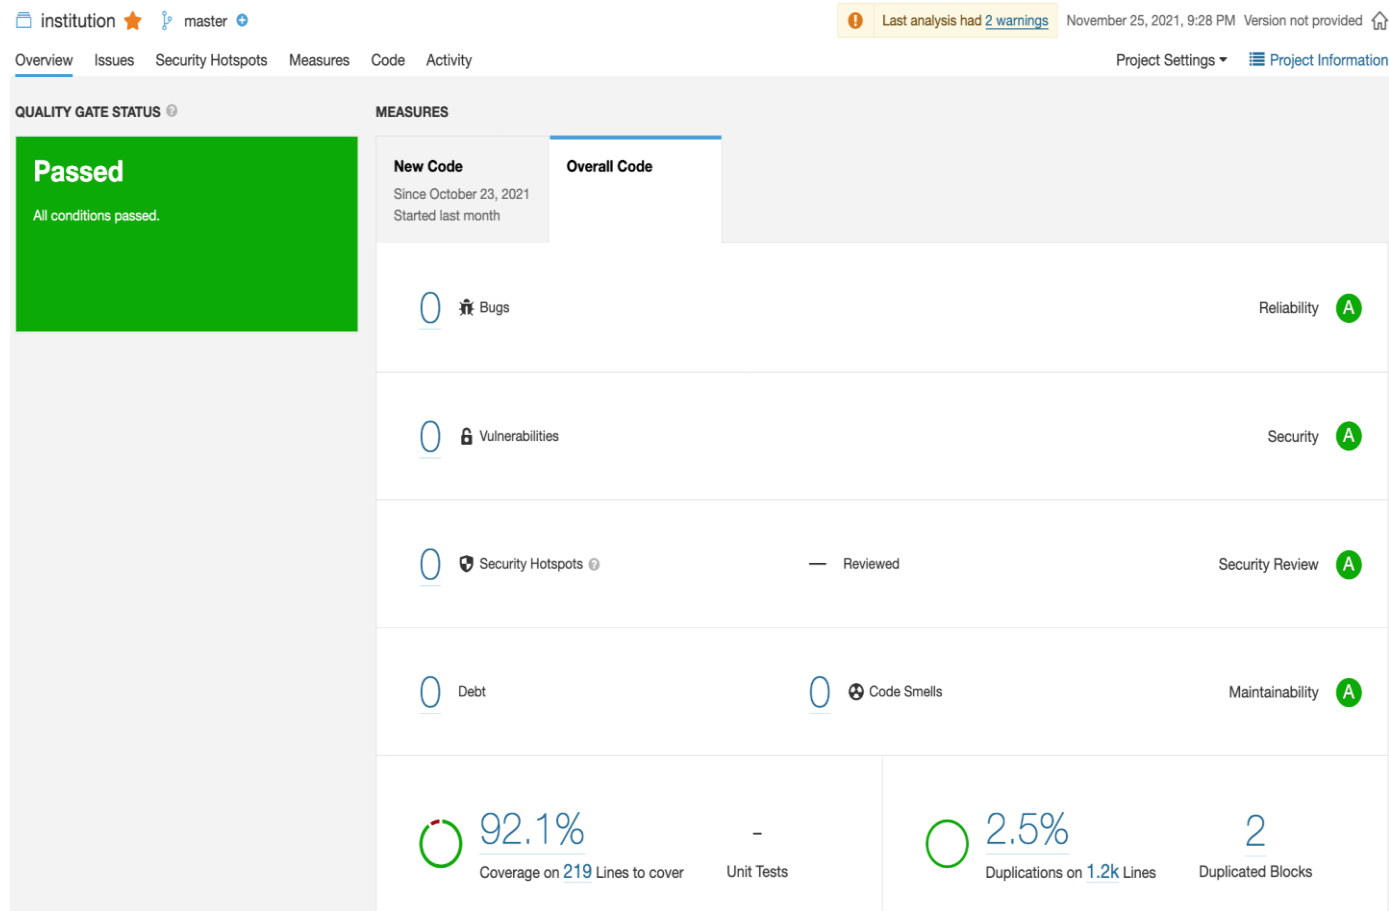 institution master Last analysis had 2 warnings November 25, 2021, 9:28 PM Version not provided
Overview Issues Security Hotspots Measures Code Activity Project Settings Project Information
QUALITY GATE STATUS ?
Passed
All conditions passed.
MEASURES
New Code
Since October 23, 2021
Started last month
Overall Code
0 Bugs Reliability A
0 Vulnerabilities Security A
0 Security Hotspots ? — Reviewed Security Review A
0 Debt 0 Code Smells Maintainability A
92.1%
Coverage on 219 Lines to cover
-
Unit Tests
2.5%
Duplications on 1.2k Lines
2
Duplicated Blocks